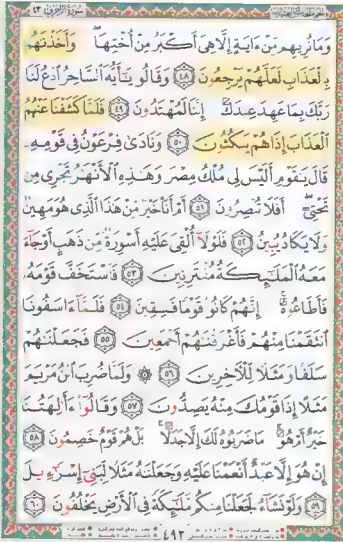 سورة الزخرف ٤٣
وَمَا نُرِيهِم مِّنْ ءَايَةٍ إِلَّا هِىَ أَكْبَرُ مِنْ أُخْتِهَا وَأَخَذْنَٰهُم
بِٱلْعَذَابِ لَعَلَّهُمْ يَرْجِعُونَ ٤٨ وَقَالُوا۟ يَٰٓأَيُّهَ ٱلسَّاحِرُ ٱدْعُ لَنَا
رَبَّكَ بِمَا عَهِدَ عِندَكَ إِنَّنَا لَمُهْتَدُونَ ٤٩ فَلَمَّا كَشَفْنَا عَنْهُمُ
ٱلْعَذَابَ إِذَا هُمْ يَنكُثُونَ ٥٠ وَنَادَىٰ فِرْعَوْنُ فِى قَوْمِهِۦ
قَالَ يَٰقَوْمِ أَلَيْسَ لِى مُلْكُ مِصْرَ وَهَٰذِهِ ٱلْأَنْهَٰرُ تَجْرِى مِن
تَحْتِىٓ أَفَلَا تُبْصِرُونَ ٥١ أَمْ أَنَا۠ خَيْرٌ مِّنْ هَٰذَا ٱلَّذِى هُوَ مَهِينٌ
وَلَا يَكَادُ يُبِينُ ٥٢ فَلَوْلَآ أُلْقِىَ عَلَيْهِ أَسْوِرَةٌ مِّن ذَهَبٍ أَوْ جَآءَ
مَعَهُ ٱلْمَلَٰٓئِكَةُ مُقْتَرِنِينَ ٥٣ فَٱسْتَخَفَّ قَوْمَهُۥ
فَأَطَاعُوهُ إِنَّهُمْ كَانُوا۟ قَوْمًا فَٰسِقِينَ ٥٤ فَلَمَّآ ءَاسَفُونَا
ٱنتَقَمْنَا مِنْهُمْ فَأَغْرَقْنَٰهُمْ أَجْمَعِينَ ٥٥ فَجَعَلْنَٰهُمْ
سَلَفًا وَمَثَلًا لِّلْءَاخِرِينَ ٥٦ ۞ وَلَمَّا ضُرِبَ ٱبْنُ مَرْيَمَ
مَثَلًا إِذَا قَوْمُكَ مِنْهُ يَصِدُّونَ ٥٧ وَقَالُوٓا۟ ءَأَٰلِهَتُنَا
خَيْرٌ أَمْ هُوَ مَا ضَرَبُوهُ لَكَ إِلَّا جَدَلًۢا بَلْ هُمْ قَوْمٌ خَصِمُونَ ٥٨
إِنْ هُوَ إِلَّا عَبْدٌ أَنْعَمْنَا عَلَيْهِ وَجَعَلْنَٰهُ مَثَلًا لِّبَنِىٓ إِسْرَٰٓءِيلَ
٥٩ وَلَوْ نَشَآءُ لَجَعَلْنَا مِنكُم مَّلَٰٓئِكَةً فِى ٱلْأَرْضِ يَخْلُفُونَ ٦٠
٤٩٣